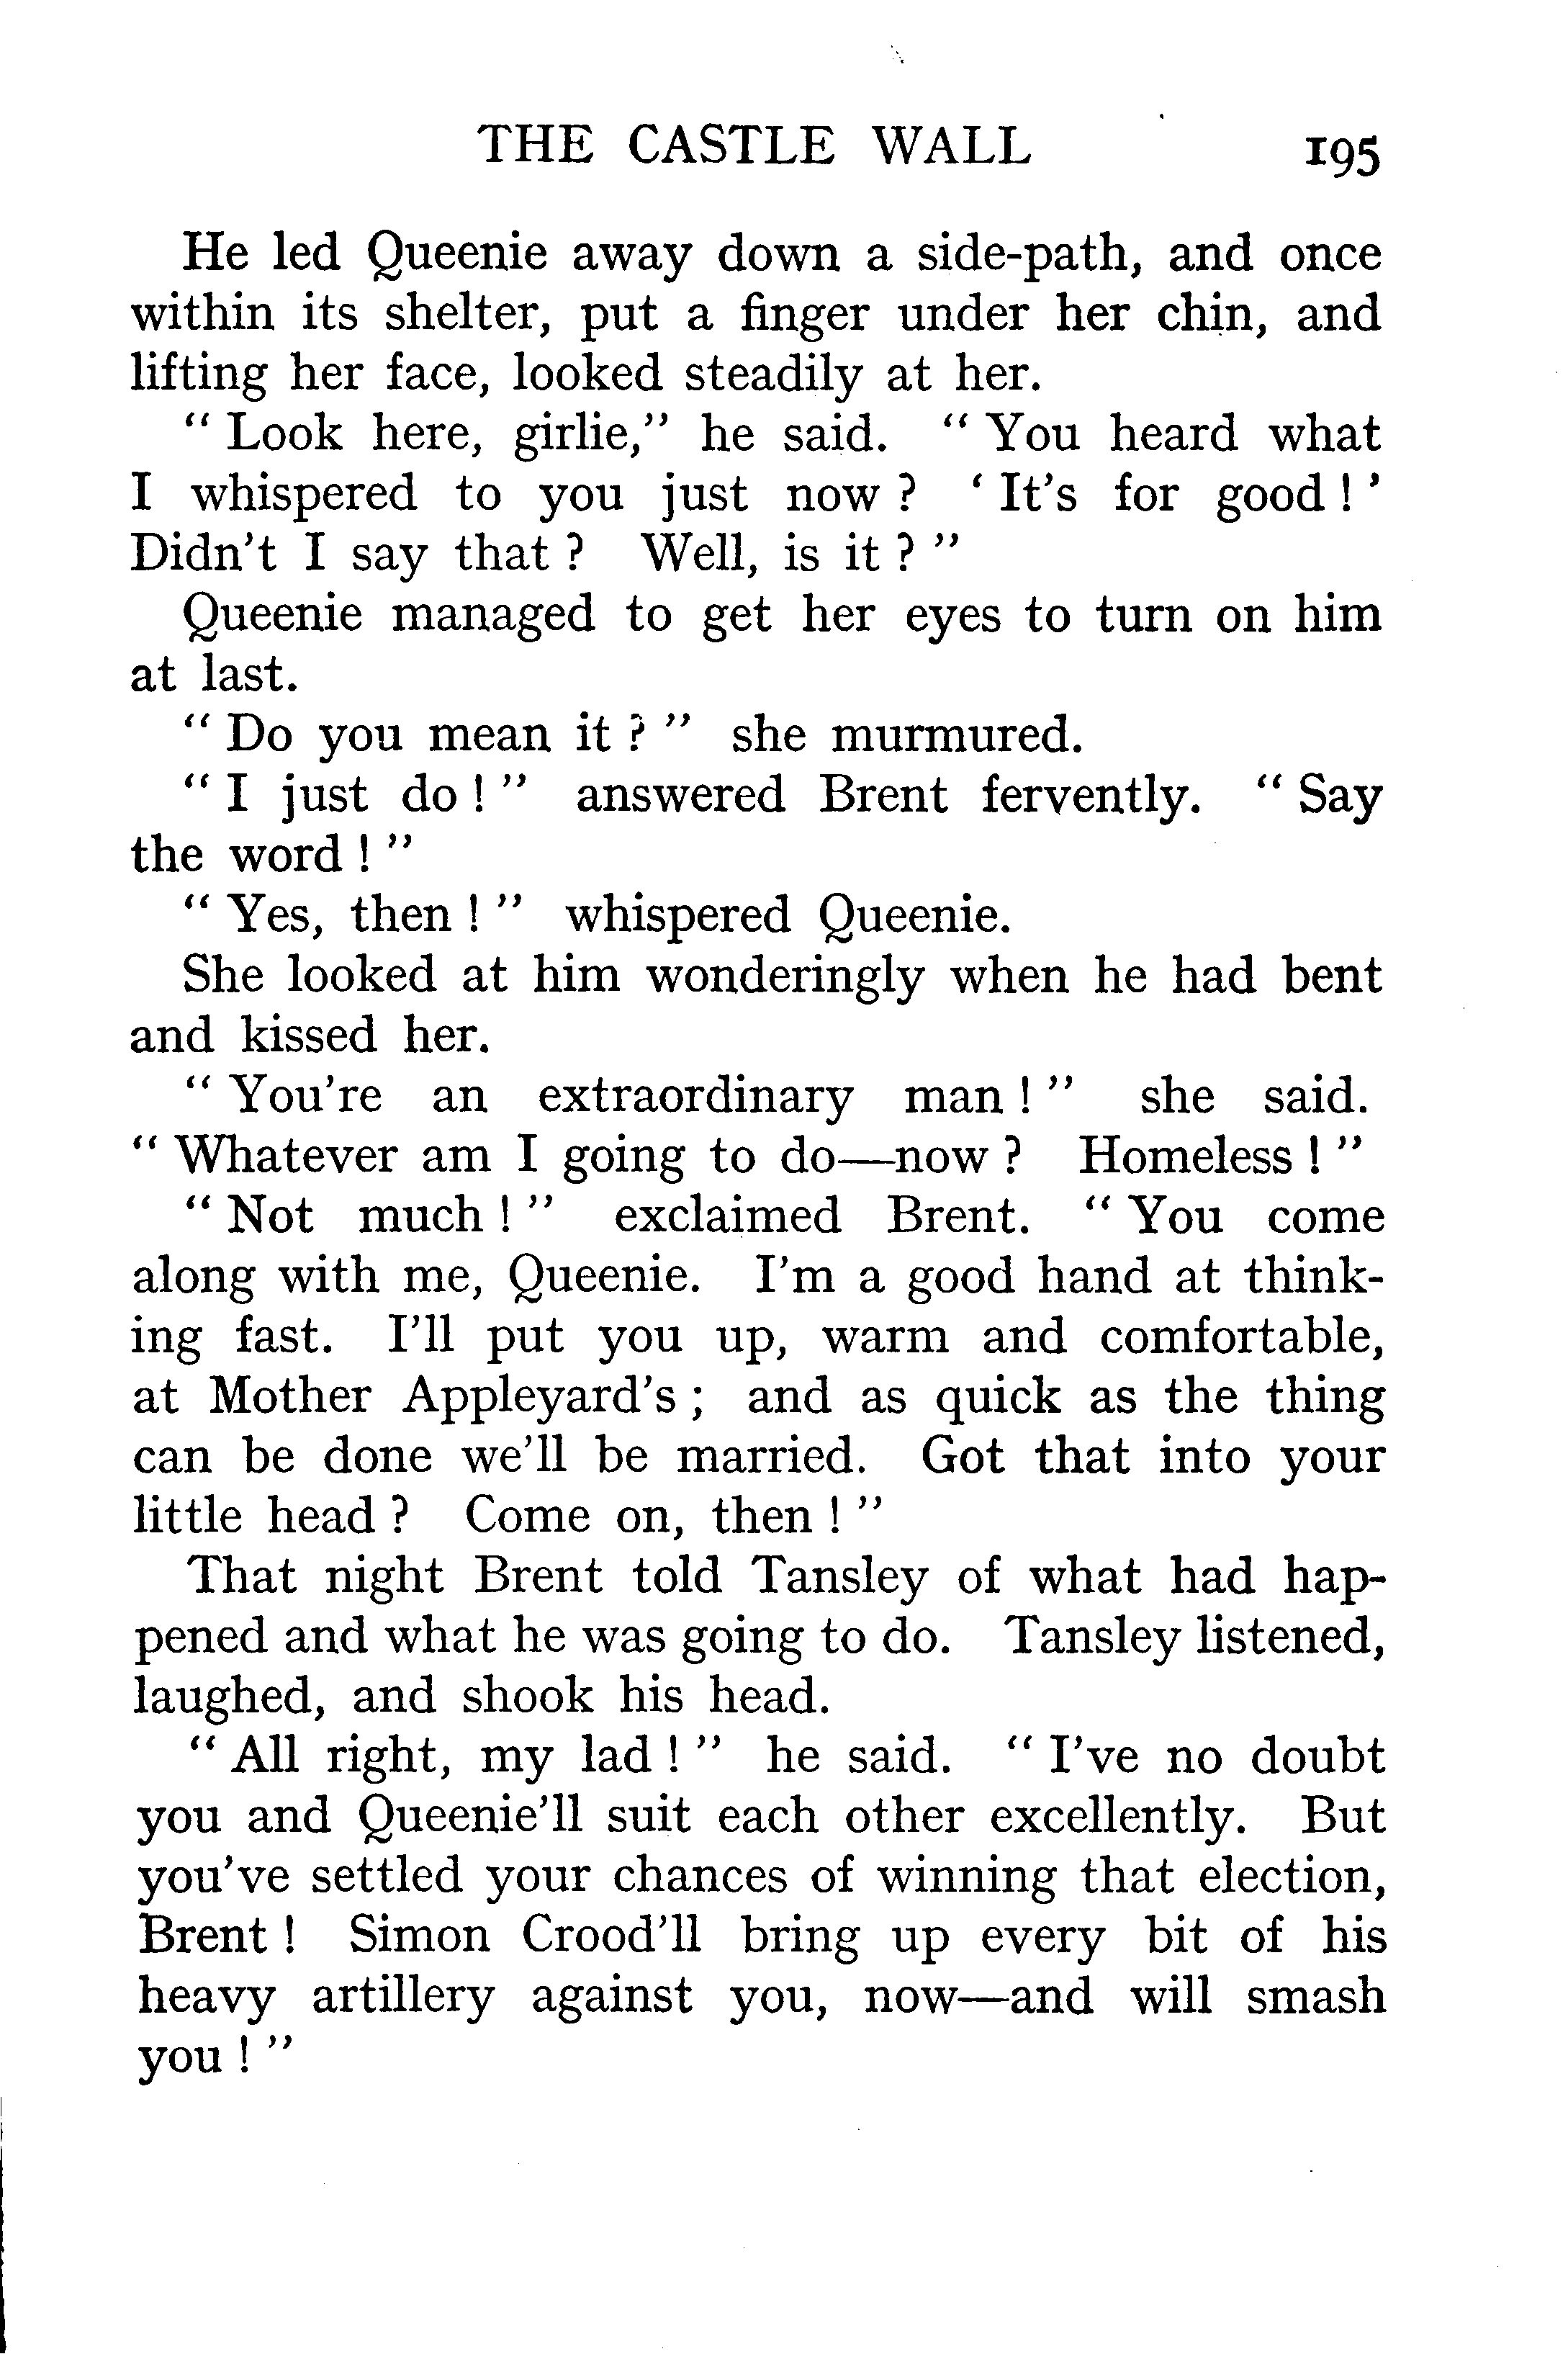 THE CASTLE WALL 195
He led Queenie away down a side-path, and once
within its shelter, put a finger under her chin, and
lifting her face, looked steadily at her.
“ Look here, girlie,” he said. “ You heard what
I whispered to you just now ? ‘ It's for good ! ’
Didn't I say that ? Well, is it ? ”
Queenie managed to get her eyes to turn on him
at last.
“ Do you mean it ? ” she murmured.
“ I just do ! ” answered Brent fervently. “ Say
the word ! ”
“ Yes, then ! ” whispered Queenie.
She looked at him wonderingly when he had bent
and kissed her.
“ You're an extraordinary man ! ” she said.
“ Whatever am I going to do—now ? Homeless ! ”
“ Not much ! ” exclaimed Brent. “ You come
along with me, Queenie. I'm a good hand at think-
ing fast. I'll put you up, warm and comfortable,
at Mother Appleyard's ; and as quick as the thing
can be done we'll be married. Got that into your
little head ? Come on, then ! ”
That night Brent told Tansley of what had hap-
pened and what he was going to do. Tansley listened,
laughed, and shook his head.
“ All right, my lad ! ” he said. “ I've no doubt
you and Queenie'll suit each other excellently. But
you've settled your chances of winning that election,
Brent ! Simon Crood'll bring up every bit of his
heavy artillery against you, now—and will smash
you ! ”